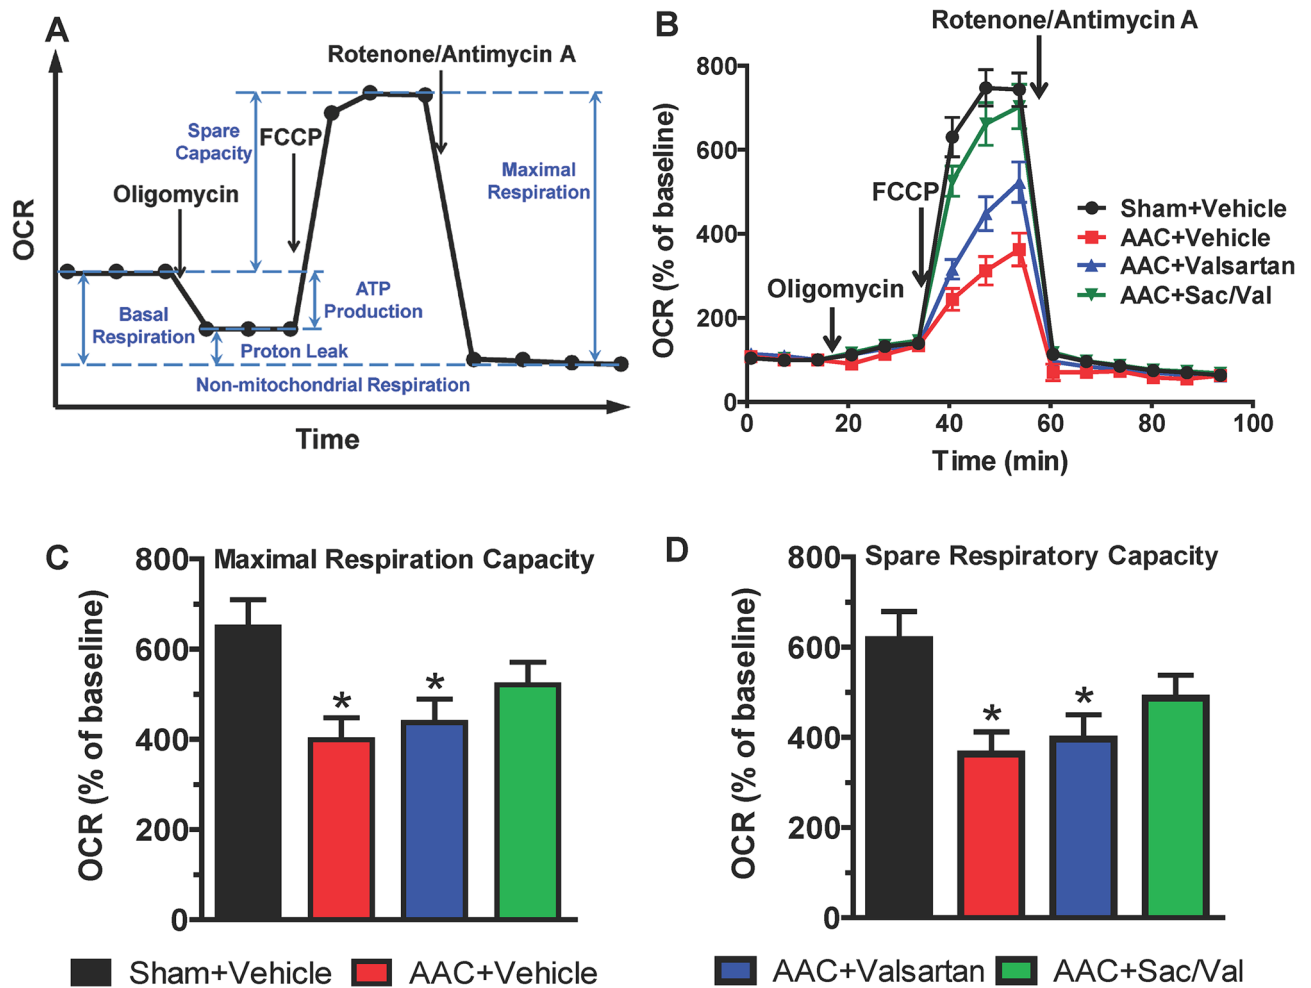 A
Rotenone/Antimycin A
Spare
Capacity
FCCP
Maximal
Respiration
Oligomycin
OCR
Basal
Respiration
ATP
Production
Proton Leak
Non-mitochondrial Respiration
Time
B
Rotenone/Antimycin A
800
600
400
200
0
OCR (% of baseline)
FCCP
Oligomycin
Sham+Vehicle
AAC+Vehicle
AAC+Valsartan
AAC+Sac/Val
0 20 40 60 80 100
Time (min)
C
Maximal Respiration Capacity
800
600
400
200
0
OCR (% of baseline)
*
*
D
Spare Respiratory Capacity
800
600
400
200
0
OCR (% of baseline)
*
*
Sham+Vehicle AAC+Vehicle AAC+Valsartan AAC+Sac/Val